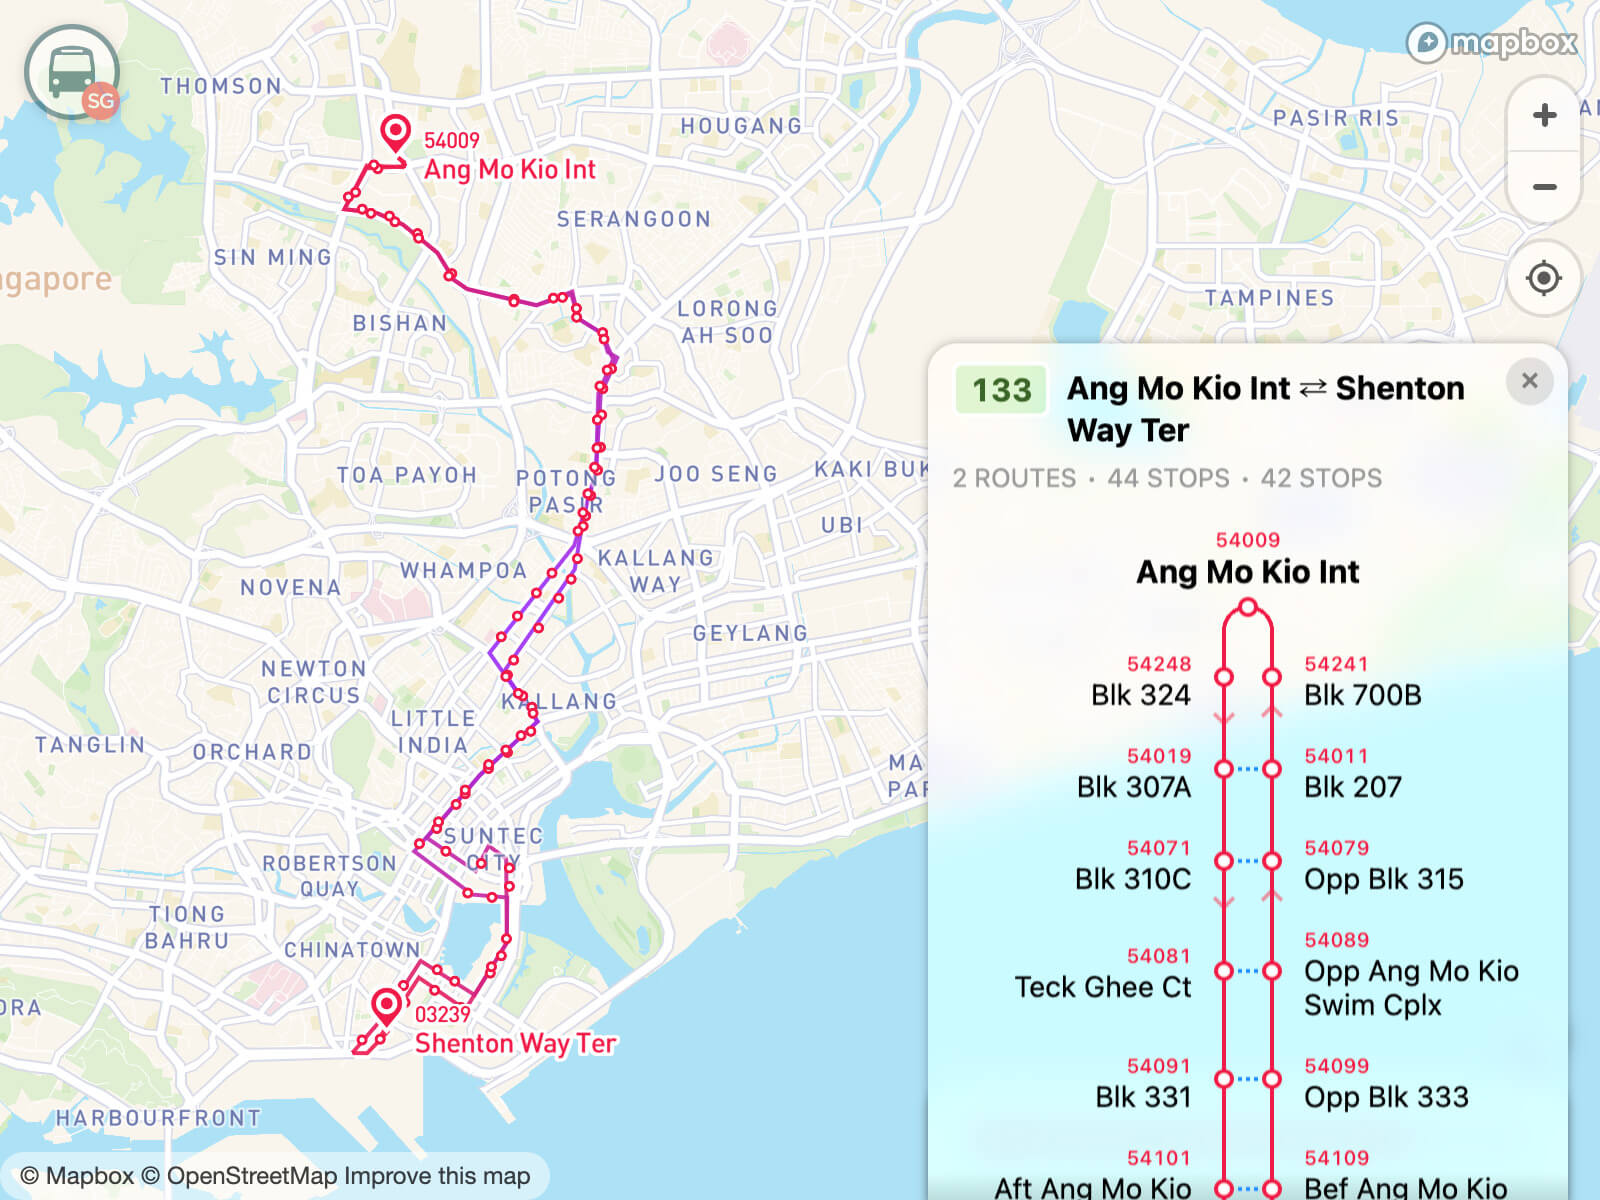 mapbox
SG
THOMSON
HOUGANG
PASIR RIS
54009
Ang Mo Kio Int
SERANGOON
SIN MING
TAMPINES
BISHAN
LORONG
AH SOO
TOA PAYOH
POTONG
PASIR
JOO SENG
KAKI BUK
UBI
KALLANG
WAY
WHAMPOA
NOVENA
GEYLANG
NEWTON
CIRCUS
KALLANG
LITTLE
INDIA
TANGLIN
ORCHARD
MA
PAR
SUNTEC
CITY
ROBERTSON
QUAY
TIONG
BAHRU
CHINATOWN
03239
Shenton Way Ter
HARBOURFRONT
© Mapbox © OpenStreetMap Improve this map
133
Ang Mo Kio Int ⇄ Shenton
Way Ter
2 ROUTES • 44 STOPS • 42 STOPS
54009
Ang Mo Kio Int
54248
Blk 324
54241
Blk 700B
54019
Blk 307A
54011
Blk 207
54071
Blk 310C
54079
Opp Blk 315
54081
Teck Ghee Ct
54089
Opp Ang Mo Kio
Swim Cplx
54091
Blk 331
54099
Opp Blk 333
54101
Aft Ang Mo Kio
54109
Bef Ang Mo Kio